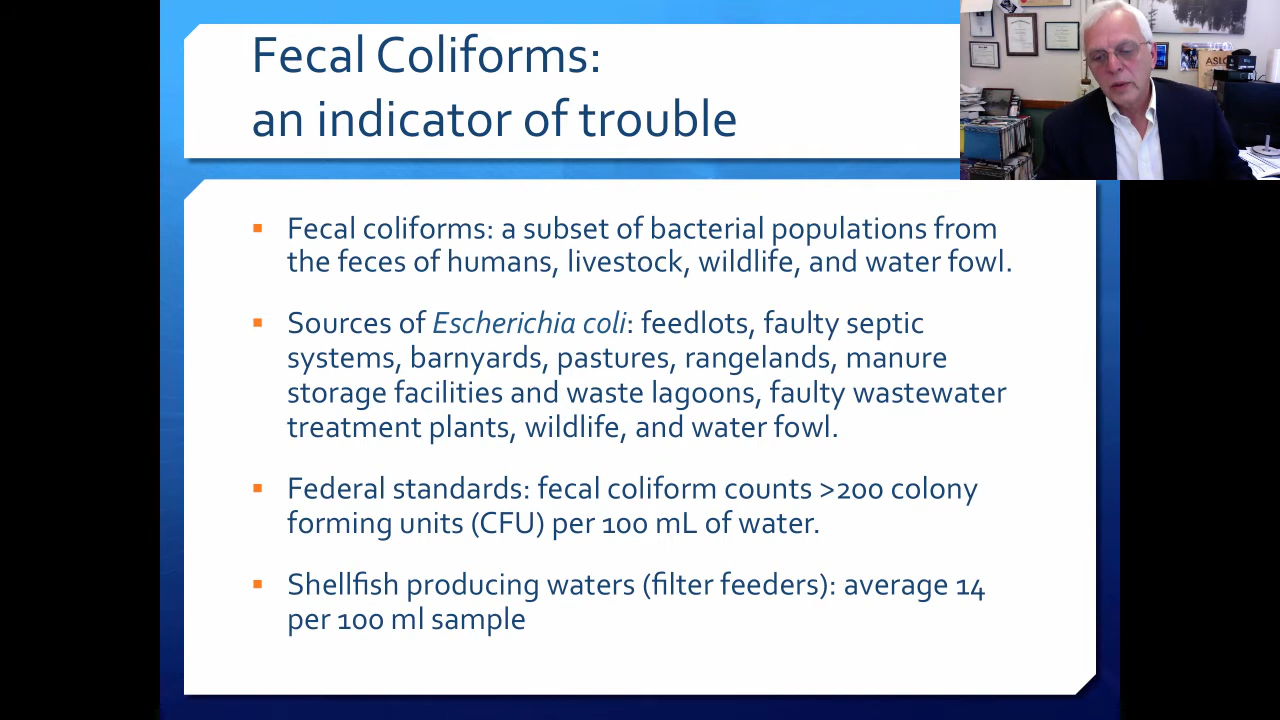 Fecal Coliforms:
an indicator of trouble
ASLO
▪ Fecal coliforms: a subset of bacterial populations from
the feces of humans, livestock, wildlife, and water fowl.
▪ Sources of Escherichia coli: feedlots, faulty septic
systems, barnyards, pastures, rangelands, manure
storage facilities and waste lagoons, faulty wastewater
treatment plants, wildlife, and water fowl.
▪ Federal standards: fecal coliform counts >200 colony
forming units (CFU) per 100 mL of water.
▪ Shellfish producing waters (filter feeders): average 14
per 100 ml sample